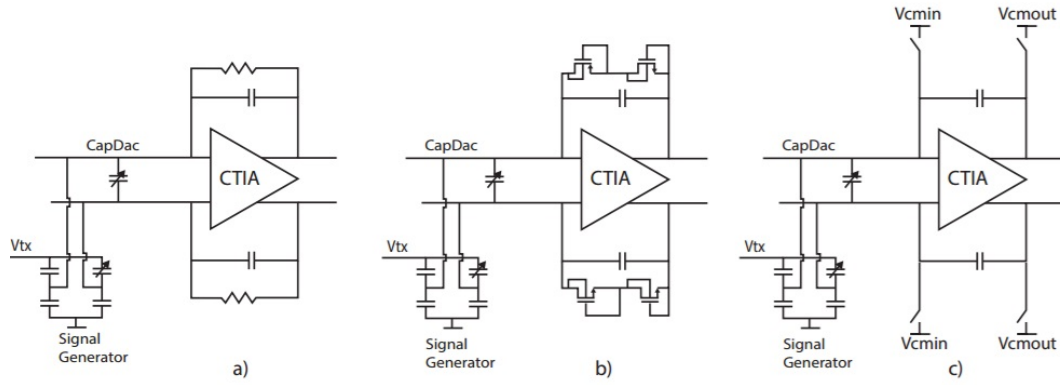 CapDac
CTIA
Vtx
Signal
Generator
a)
CapDac
CTIA
Vtx
Signal
Generator
b)
Vcmin
Vcmout
CapDac
CTIA
Vtx
Vcmin
Vcmout
Signal
Generator
c)